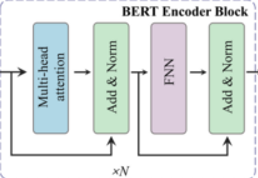 BERT Encoder Block
Multi-head
attention
Add & Norm
FNN
Add & Norm
×N